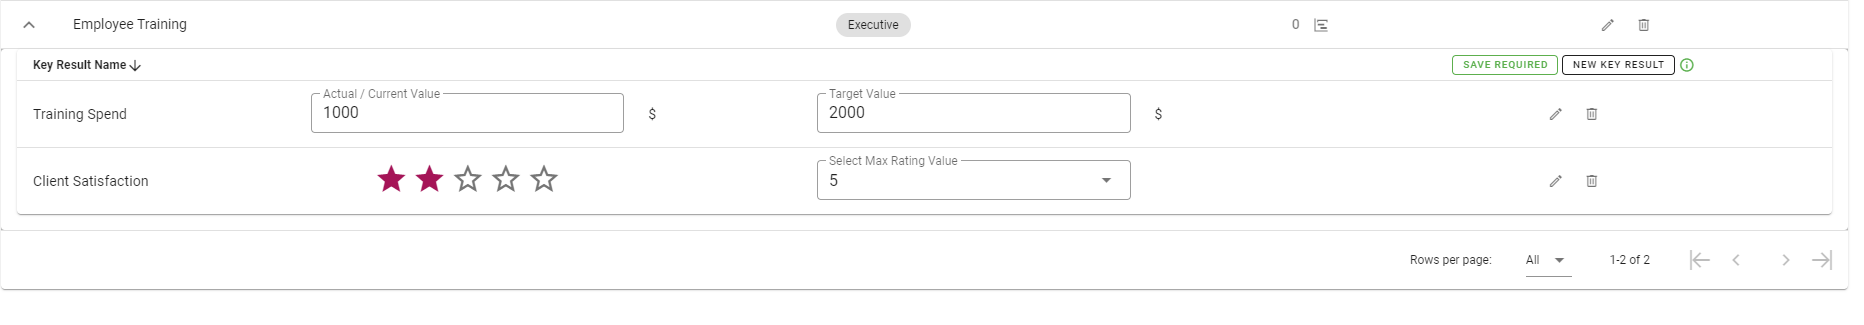 Employee Training Executive 0
Key Result Name SAVE REQUIRED NEW KEY RESULT
Actual / Current Value Target Value
Training Spend 1000 $ 2000 $
Select Max Rating Value
Client Satisfaction 5
Rows per page: All 1-2 of 2